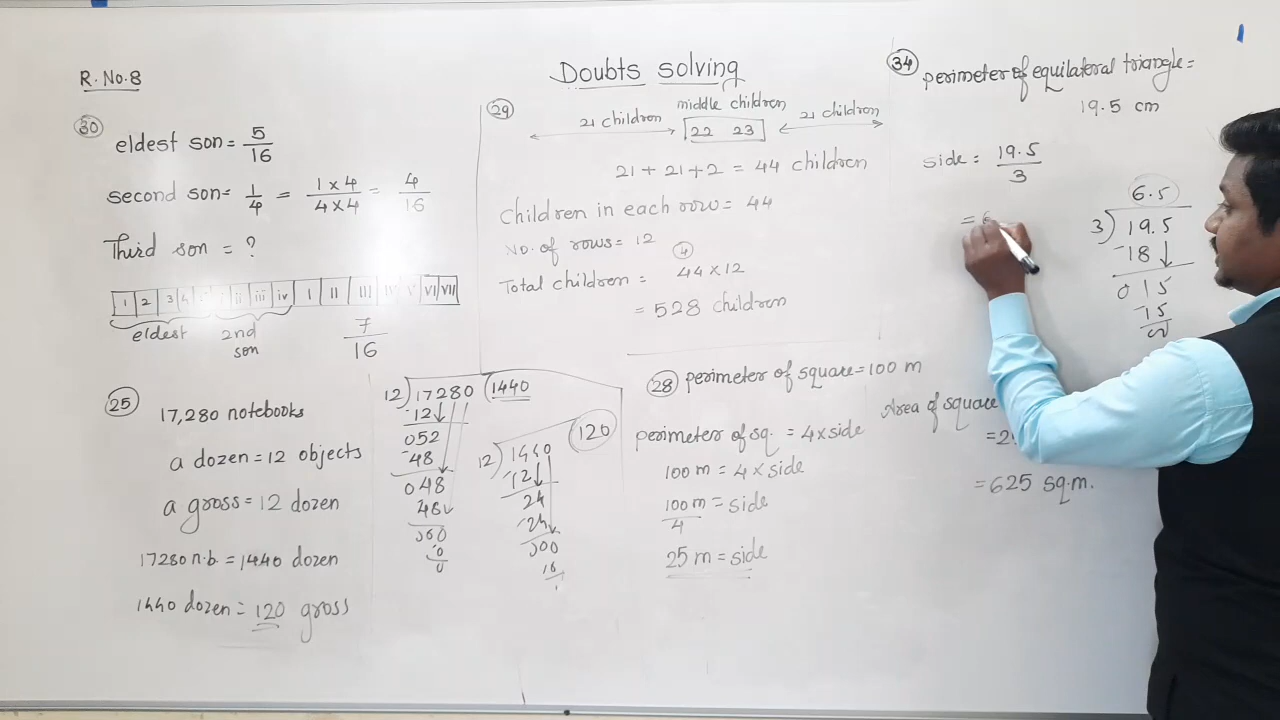 R. No.8
Doubts solving
30
eldest son = 5/16
second son = 1/4 = 1 x 4/4 x 4 = 4/16
Third son = ?
1 2 3 4 ii iii iv I II III IV V VI VII
eldest 2nd son
7/16
25
17,280 notebooks
a dozen = 12 objects
a gross = 12 dozen
17280 n.b. = 1440 dozen
1440 dozen = 120 gross
12) 17280 (1440
-12
052
-48
048
48
0
0
120
12) 1440
-12
24
-24
29
middle children
21 children 22 23 21 children
21 + 21 + 2 = 44 children
Children in each row = 44
No. of rows = 12
4
Total children = 44 x 12
= 528 children
28 perimeter of square = 100 m
perimeter of sq. = 4 x side
100 m = 4 x side
100 m/4 = side
25 m = side
Area of square
= 2
= 625 sq.m.
34 perimeter of equilateral triangle =
19.5 cm
side = 19.5/3
= 6
6.5
3) 19.5
-18
015
-15